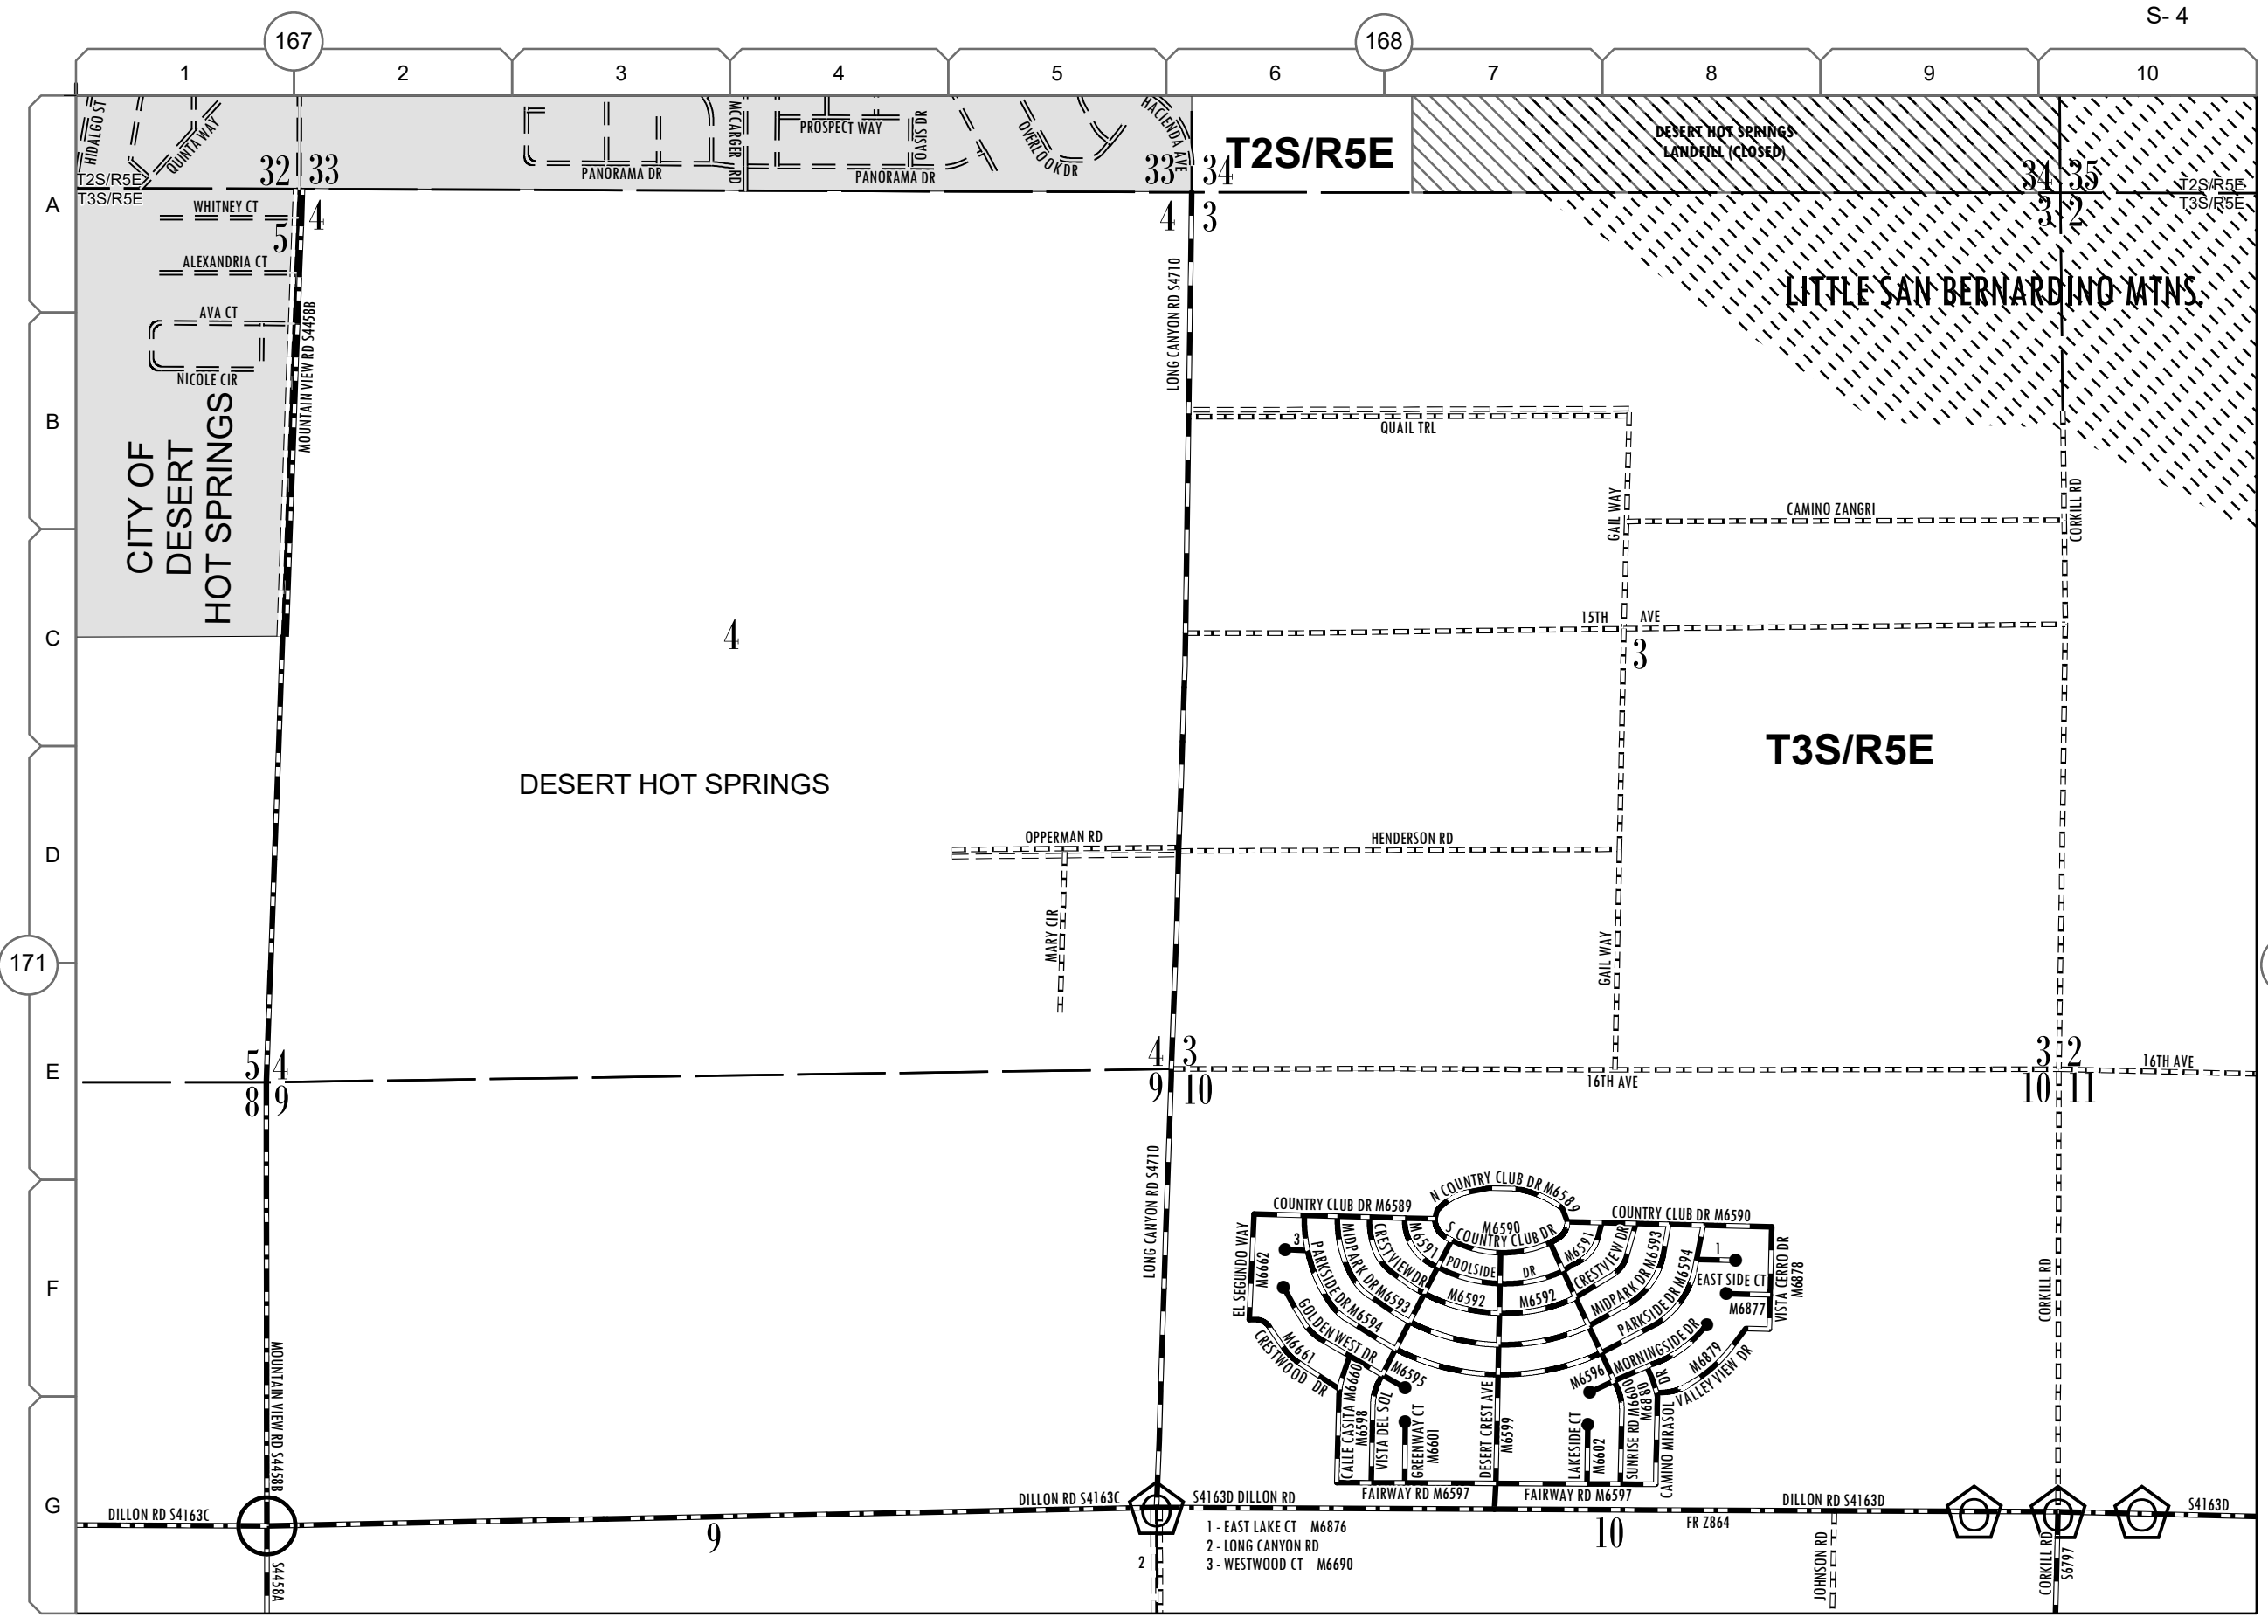 S- 4
167
168
1
2
3
4
5
6
7
8
9
10
HIDALGO ST
QUINTA WAY
MCCARGER RD
PROSPECT WAY
OASIS DR
OVERLOOK DR
HACIENDA AVE
PANORAMA DR
PANORAMA DR
T2S/R5E
DESERT HOT SPRINGS
LANDFILL (CLOSED)
32
33
33
34
34
35
T2S/R5E
T3S/R5E
T2S/R5E
T3S/R5E
A
WHITNEY CT
5
4
4
3
3
2
ALEXANDRIA CT
LITTLE SAN BERNARDINO MTNS.
AVA CT
NICOLE CIR
MOUNTAIN VIEW RD S4458B
LONG CANYON RD S4710
B
QUAIL TRL
CITY OF
DESERT
HOT SPRINGS
GAIL WAY
CAMINO ZANGRI
CORKILL RD
C
4
15TH
AVE
3
T3S/R5E
DESERT HOT SPRINGS
D
OPPERMAN RD
HENDERSON RD
MARY CIR
GAIL WAY
171
E
5
4
8
9
4
3
9
10
3
2
10
11
16TH AVE
16TH AVE
LONG CANYON RD S4710
N COUNTRY CLUB DR M6589
COUNTRY CLUB DR M6589
M6590
S COUNTRY CLUB DR
COUNTRY CLUB DR M6590
F
EL SEGUNDO WAY
M6662
3
PARKSIDE DR M6594
MIDPARK DR M6593
CRESTVIEW DR
M6591
POOLSIDE
DR
M6591
CRESTVIEW DR
MIDPARK DR M6593
PARKSIDE DR M6594
1
EAST SIDE CT
M6877
VISTA CERRO DR
M6878
M6592
M6592
GOLDEN WEST DR
M6595
M6661
CRESTWOOD DR
MORNINGSIDE DR
M6596
M6879
VALLEY VIEW DR
CORKILL RD
MOUNTAIN VIEW RD S4458B
CALLE CASITA M6660
M6598
VISTA DEL SOL
GREENWAY CT
M6601
DESERT CREST AVE
M6599
LAKESIDE CT
M6602
SUNRISE RD M6600
M6880
CAMINO MIRASOL DR
G
FAIRWAY RD M6597
FAIRWAY RD M6597
DILLON RD S4163C
DILLON RD S4163C
S4163D DILLON RD
DILLON RD S4163D
S4163D
FR Z864
9
10
1 - EAST LAKE CT M6876
2 - LONG CANYON RD
3 - WESTWOOD CT M6690
2
S4458A
JOHNSON RD
CORKILL RD
S6797